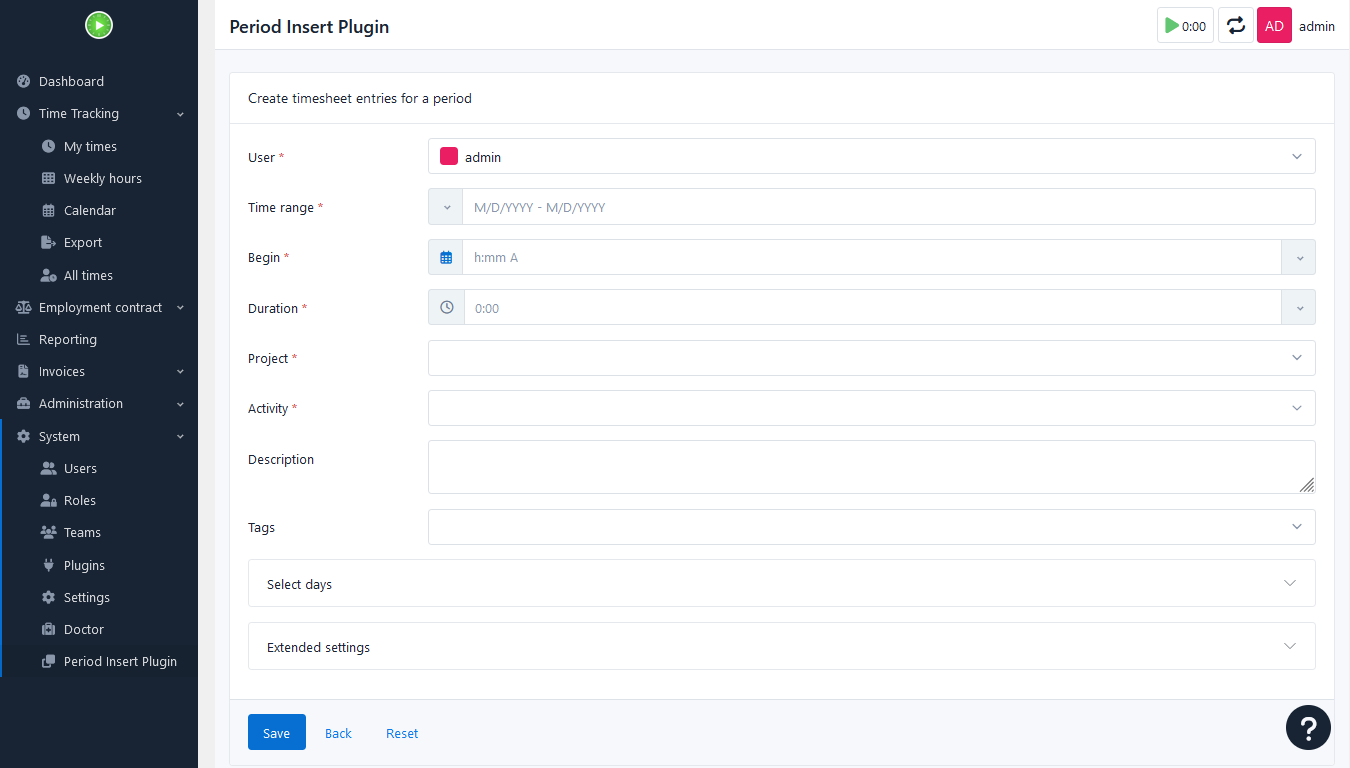 Period Insert Plugin
0:00
AD
admin
Dashboard
Time Tracking
My times
Weekly hours
Calendar
Export
All times
Employment contract
Reporting
Invoices
Administration
System
Users
Roles
Teams
Plugins
Settings
Doctor
Period Insert Plugin
Create timesheet entries for a period
User *
admin
Time range *
M/D/YYYY - M/D/YYYY
Begin *
h:mm A
Duration *
0:00
Project *
Activity *
Description
Tags
Select days
Extended settings
Save
Back
Reset
?